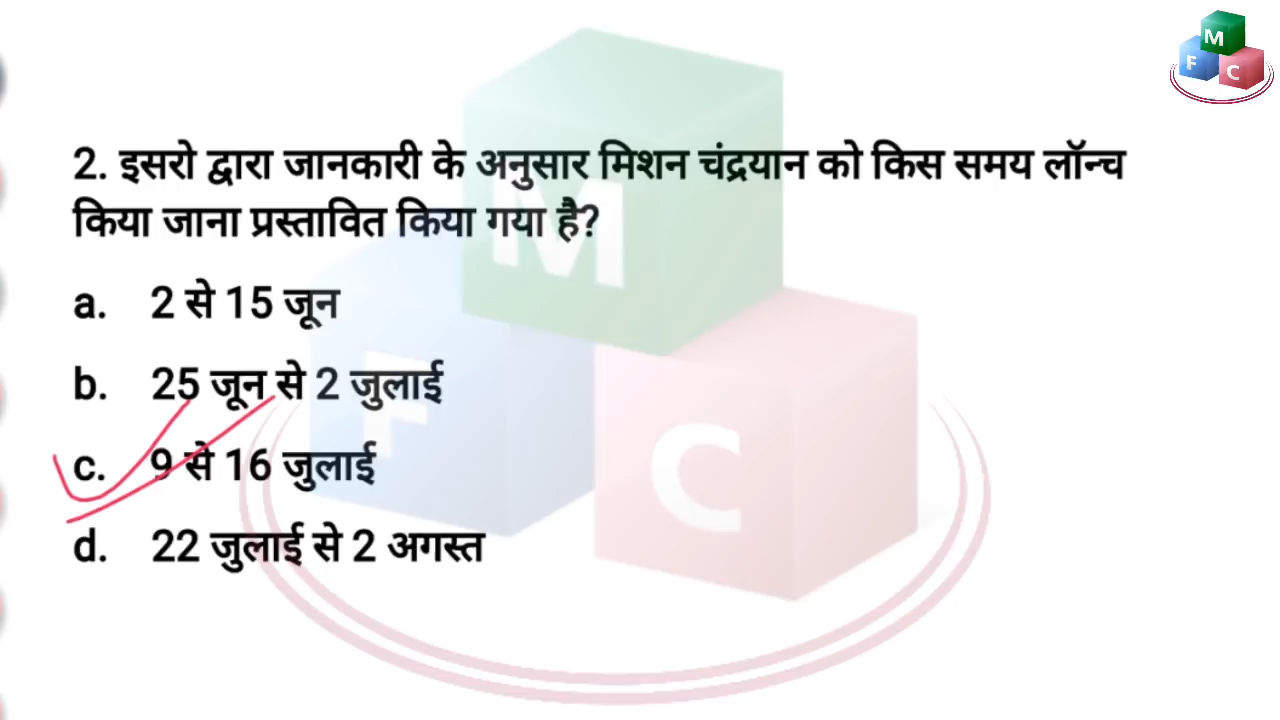 M
F
C
2. इसरो द्वारा जानकारी के अनुसार मिशन चंद्रयान को किस समय लॉन्च
किया जाना प्रस्तावित किया गया है?
a. 2 से 15 जून
b. 25 जून से 2 जुलाई
c. 9 से 16 जुलाई
d. 22 जुलाई से 2 अगस्त
M
F
C